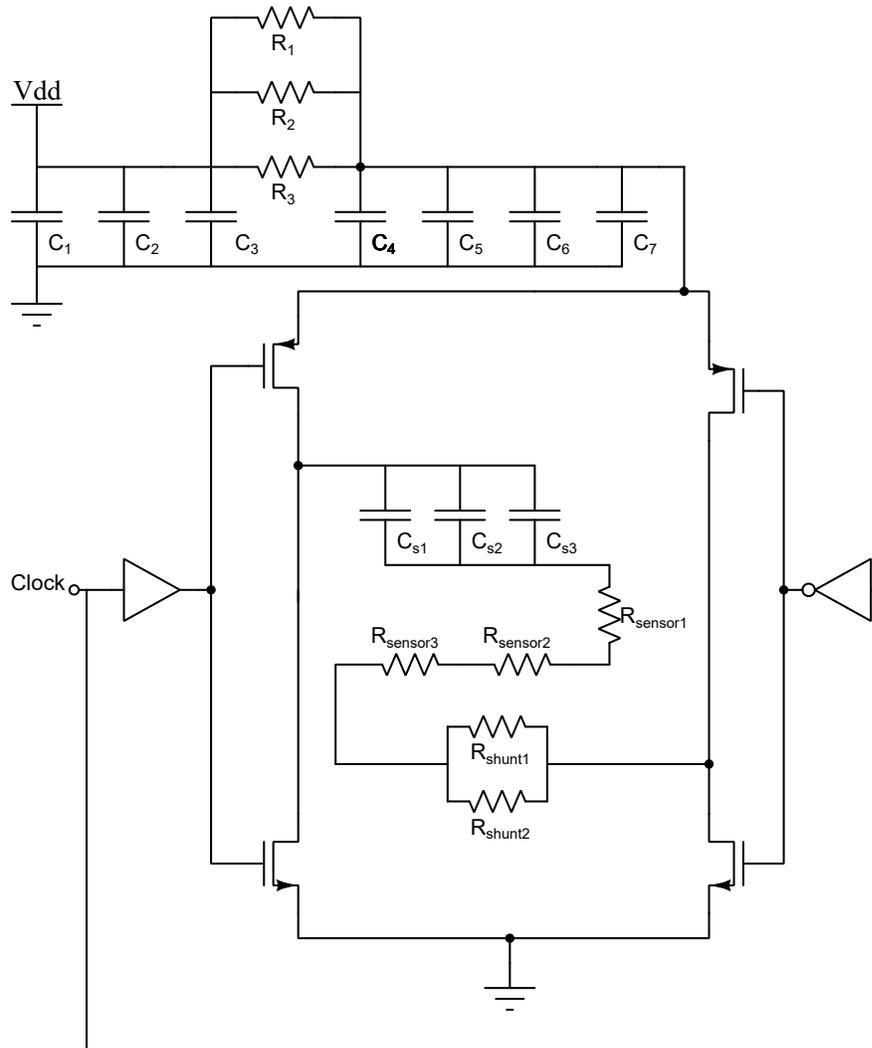 R1
Vdd
R2
R3
C1 C2 C3 C4 C5 C6 C7
Cs1 Cs2 Cs3
Clock
Rsensor1
Rsensor3 Rsensor2
Rshunt1
Rshunt2